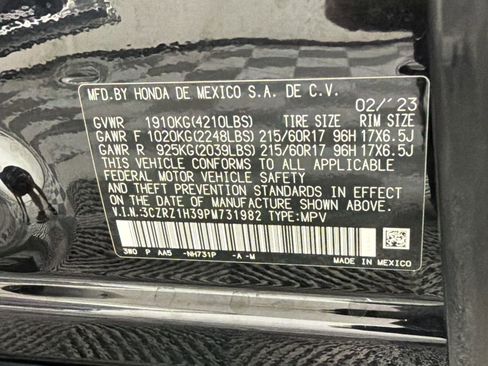 MFD.BY HONDA DE MEXICO S.A. DE C.V.
02/'23
GVWR 1910KG(4210LBS) TIRE SIZE RIM SIZE
GAWR F 1020KG(2248LBS) 215/60R17 96H 17X6.5J
GAWR R 925KG(2039LBS) 215/60R17 96H 17X6.5J
THIS VEHICLE CONFORMS TO ALL APPLICABLE
FEDERAL MOTOR VEHICLE SAFETY
AND THEFT PREVENTION STANDARDS IN EFFECT
ON THE DATE OF MANUFACTURE SHOWN ABOVE.
V.I.N.:3CZRZ1H39PM731982 TYPE:MPV
3W0 P AA5 -NH731P -A -M
MADE IN MEXICO